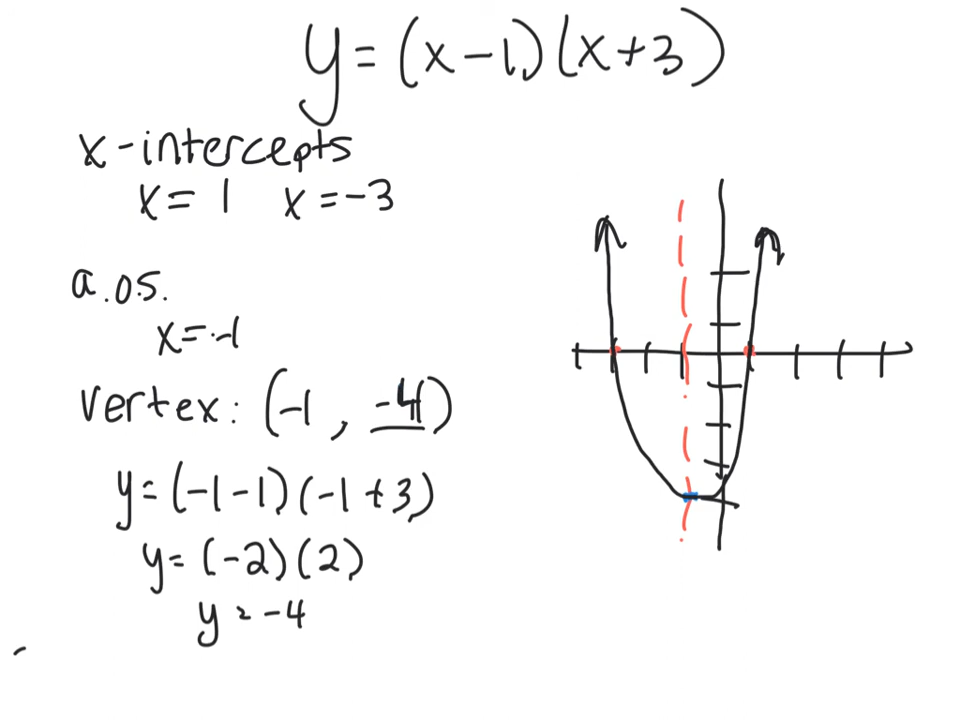 y = (x-1)(x+3)
x-intercepts
x = 1 x = -3
a.o.s.
x = -1
vertex: (-1, -4)
y = (-1-1)(-1+3)
y = (-2)(2)
y = -4